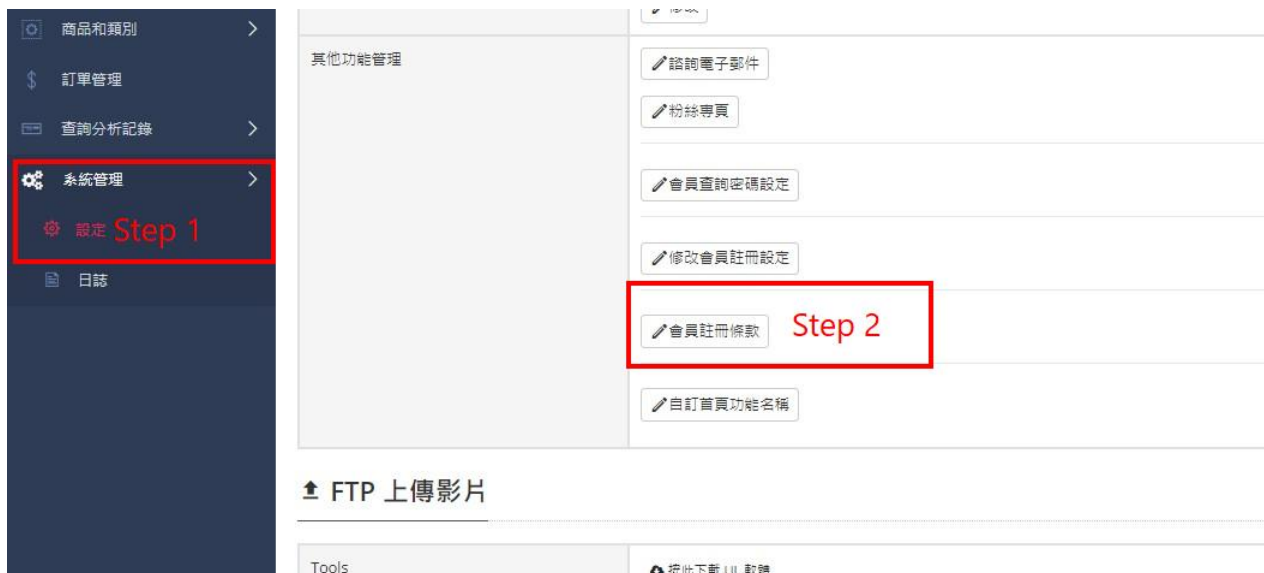 商品和類別
訂單管理
查詢分析記錄
系統管理
設定 Step 1
日誌
修改
其他功能管理
諮詢電子郵件
粉絲專頁
會員查詢密碼設定
修改會員註冊設定
會員註冊條款 Step 2
自訂首頁功能名稱
FTP 上傳影片
Tools